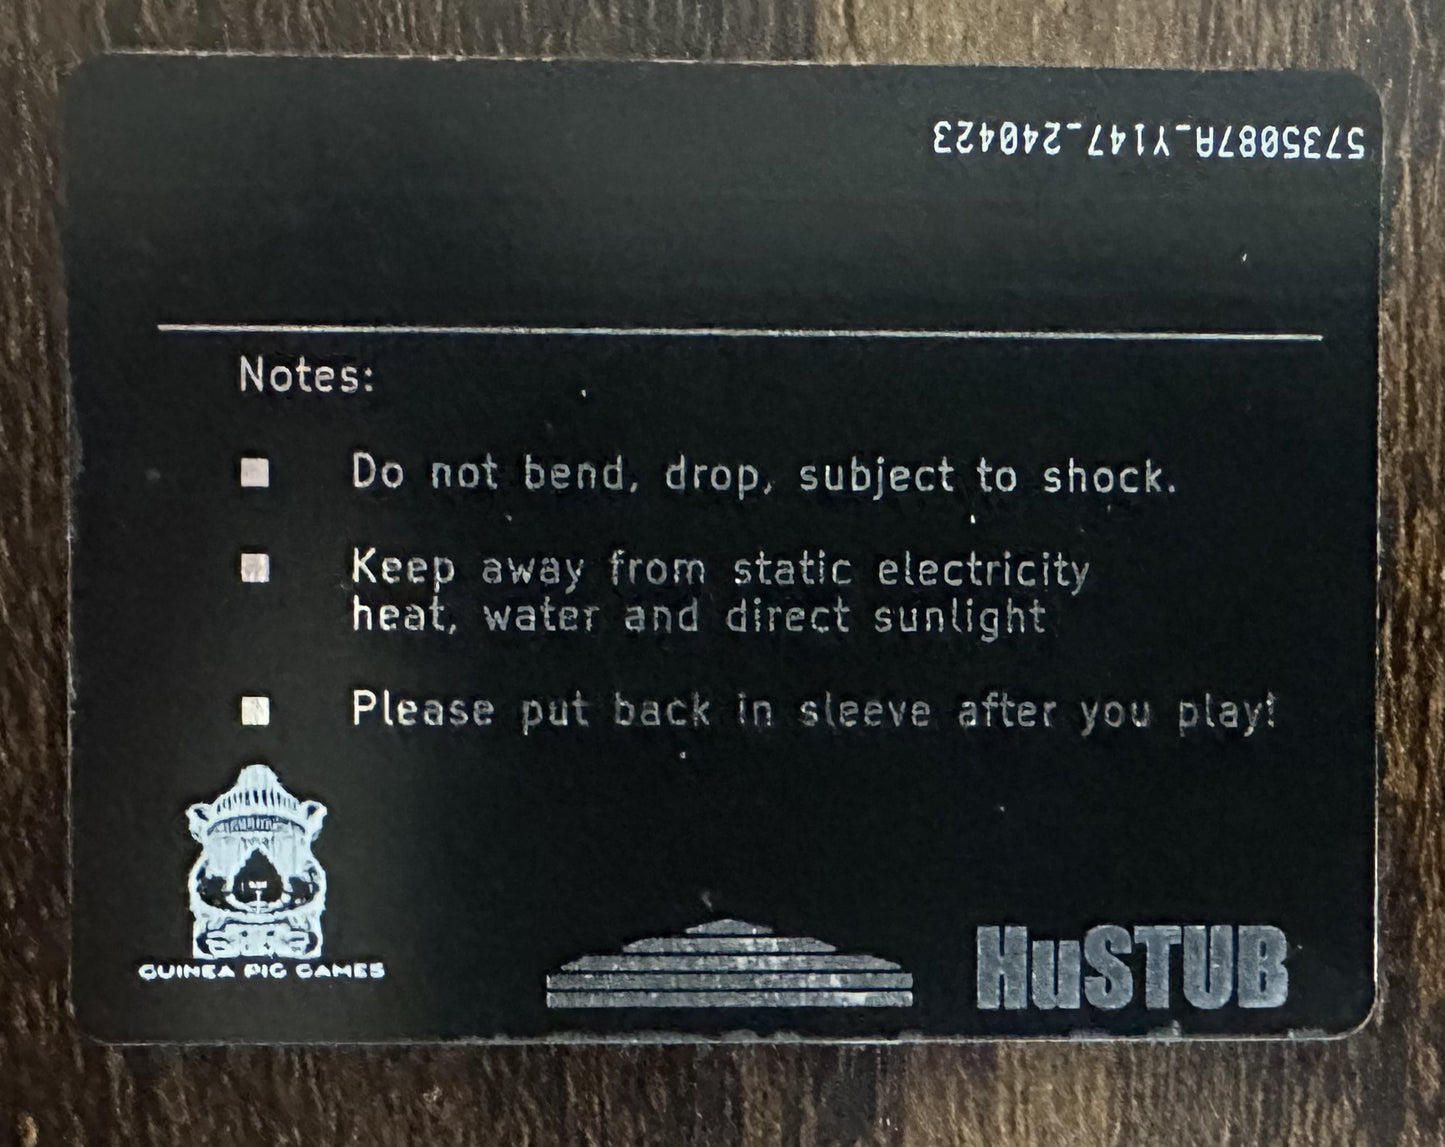 5735087A_Y147_240423
Notes:
Do not bend, drop, subject to shock.
Keep away from static electricity
heat, water and direct sunlight
Please put back in sleeve after you play!
GUINEA PIG GAMES
HuSTUB